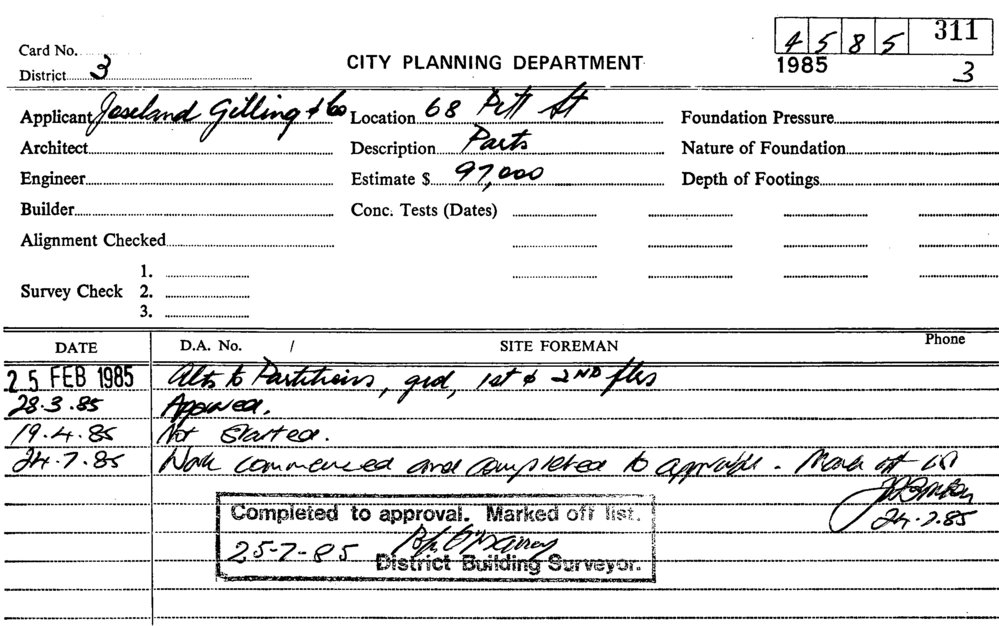 4 5 8 5 311
Card No.
1985 3
District 3
CITY PLANNING DEPARTMENT
Applicant Joseland Gilling & Co Location 68 Pitt St Foundation Pressure
Architect Description Parts Nature of Foundation
Engineer Estimate $ 97,000 Depth of Footings
Builder Conc. Tests (Dates)
Alignment Checked
1.
Survey Check 2.
3.
DATE D.A. No. / SITE FOREMAN Phone
25 FEB 1985 Alts to Partitions, grd, 1st & 2ND flrs
28.3.85 Approved.
19.4.85 Not Started.
24.7.85 Work commenced and completed to approval. Mark off
24.7.85
Completed to approval. Marked off list.
25-7-85
District Building Surveyor.